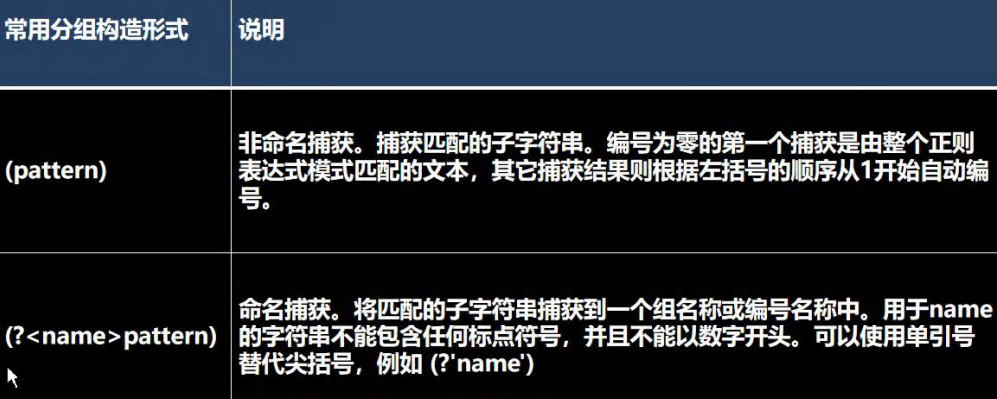 常用分组构造形式
说明
(pattern)
非命名捕获。捕获匹配的子字符串。编号为零的第一个捕获是由整个正则
表达式模式匹配的文本，其它捕获结果则根据左括号的顺序从1开始自动编
号。
(?<name>pattern)
命名捕获。将匹配的子字符串捕获到一个组名称或编号名称中。用于name
的字符串不能包含任何标点符号，并且不能以数字开头。可以使用单引号
替代尖括号，例如 (?'name')